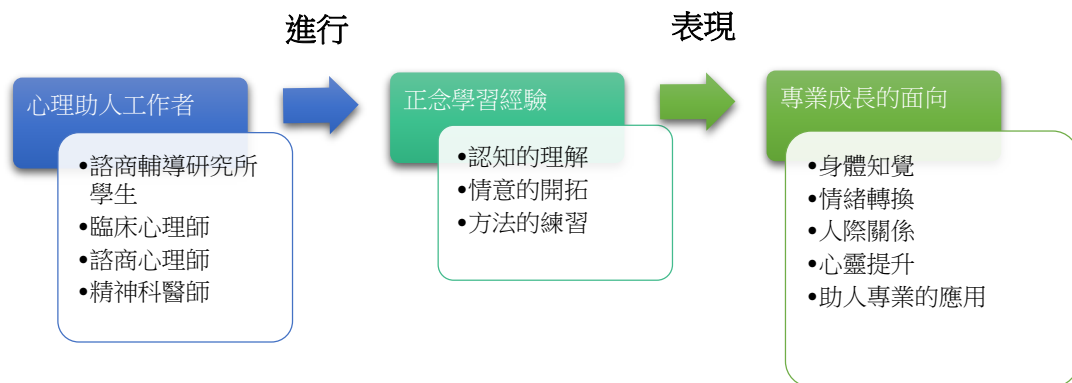 進行
表現
心理助人工作者
•諮商輔導研究所
學生
•臨床心理師
•諮商心理師
•精神科醫師
正念學習經驗
•認知的理解
•情意的開拓
•方法的練習
專業成長的面向
•身體知覺
•情緒轉換
•人際關係
•心靈提升
•助人專業的應用